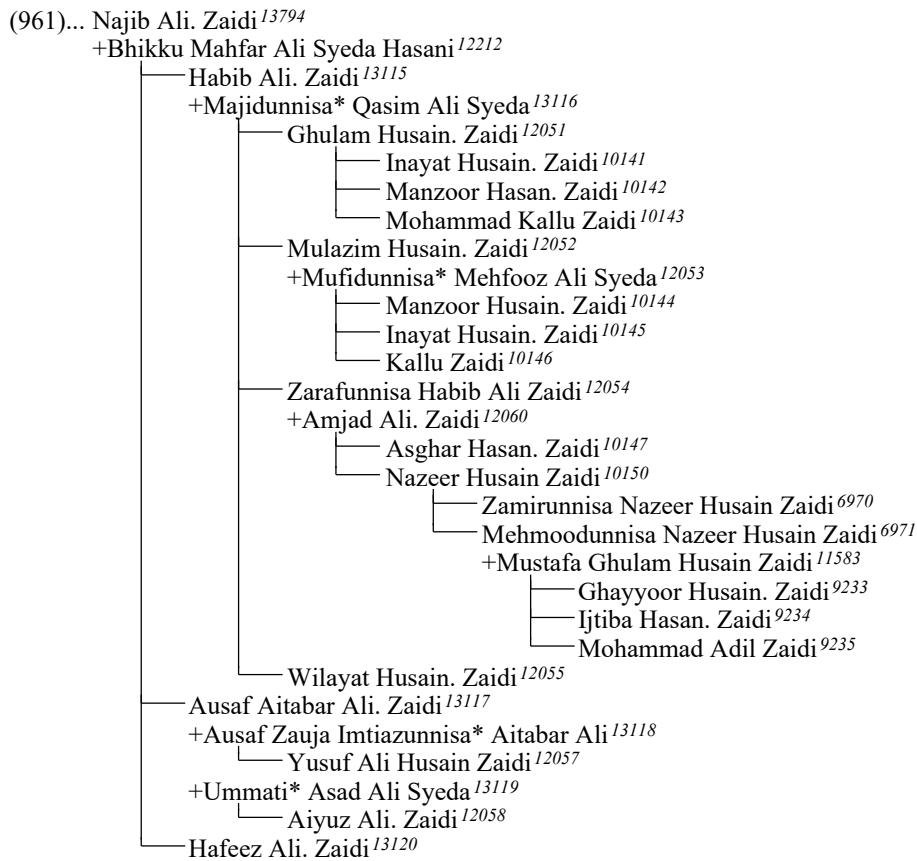 (961)... Najib Ali. Zaidi 13794
+Bhikku Mahfar Ali Syeda Hasani 12212
Habib Ali. Zaidi 13115
+Majidunnisa* Qasim Ali Syeda 13116
Ghulam Husain. Zaidi 12051
Inayat Husain. Zaidi 10141
Manzoor Hasan. Zaidi 10142
Mohammad Kallu Zaidi 10143
Mulazim Husain. Zaidi 12052
+Mufidunnisa* Mehfooz Ali Syeda 12053
Manzoor Husain. Zaidi 10144
Inayat Husain. Zaidi 10145
Kallu Zaidi 10146
Zarafunnisa Habib Ali Zaidi 12054
+Amjad Ali. Zaidi 12060
Asghar Hasan. Zaidi 10147
Nazeer Husain Zaidi 10150
Zamirunnisa Nazeer Husain Zaidi 6970
Mehmoodunnisa Nazeer Husain Zaidi 6971
+Mustafa Ghulam Husain Zaidi 11583
Ghayyoor Husain. Zaidi 9233
Ijtiba Hasan. Zaidi 9234
Mohammad Adil Zaidi 9235
Wilayat Husain. Zaidi 12055
Ausaf Aitabar Ali. Zaidi 13117
+Ausaf Zauja Imtiazunnisa* Aitabar Ali 13118
Yusuf Ali Husain Zaidi 12057
+Ummati* Asad Ali Syeda 13119
Aiyuz Ali. Zaidi 12058
Hafeez Ali. Zaidi 13120